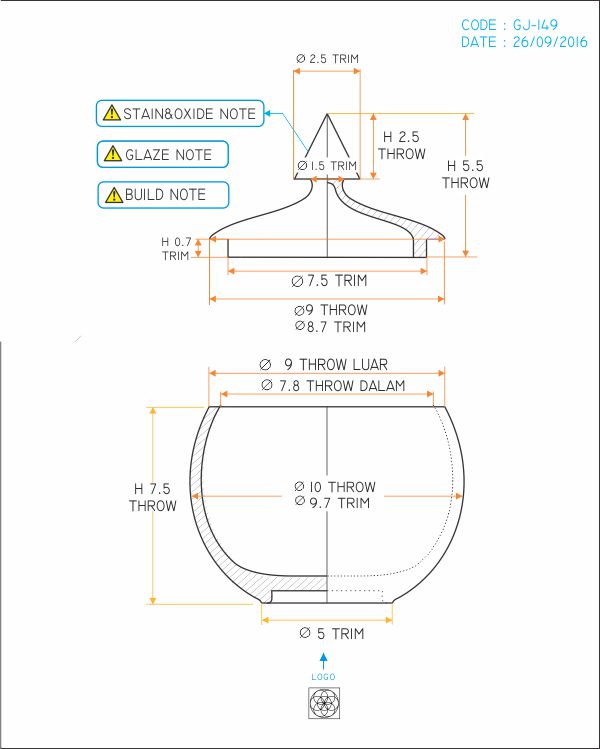 CODE : GJ-149
DATE : 26/09/2016
Ø 2.5 TRIM
STAIN&OXIDE NOTE
GLAZE NOTE
BUILD NOTE
Ø 1.5 TRIM
H 2.5
THROW
H 5.5
THROW
H 0.7
TRIM
Ø 7.5 TRIM
Ø9 THROW
Ø8.7 TRIM
Ø 9 THROW LUAR
Ø 7.8 THROW DALAM
H 7.5
THROW
Ø 10 THROW
Ø 9.7 TRIM
Ø 5 TRIM
LOGO